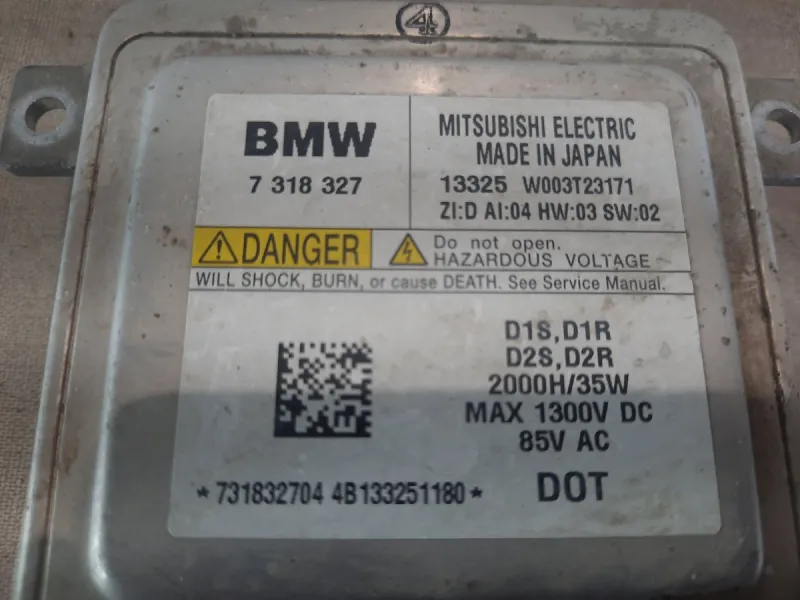 4
BMW
7 318 327
MITSUBISHI ELECTRIC
MADE IN JAPAN
13325 W003T23171
ZI:D AI:04 HW:03 SW:02
DANGER
Do not open.
HAZARDOUS VOLTAGE
WILL SHOCK, BURN, or cause DEATH. See Service Manual.
D1S,D1R
D2S,D2R
2000H/35W
MAX 1300V DC
85V AC
*731832704 4B133251180*
DOT